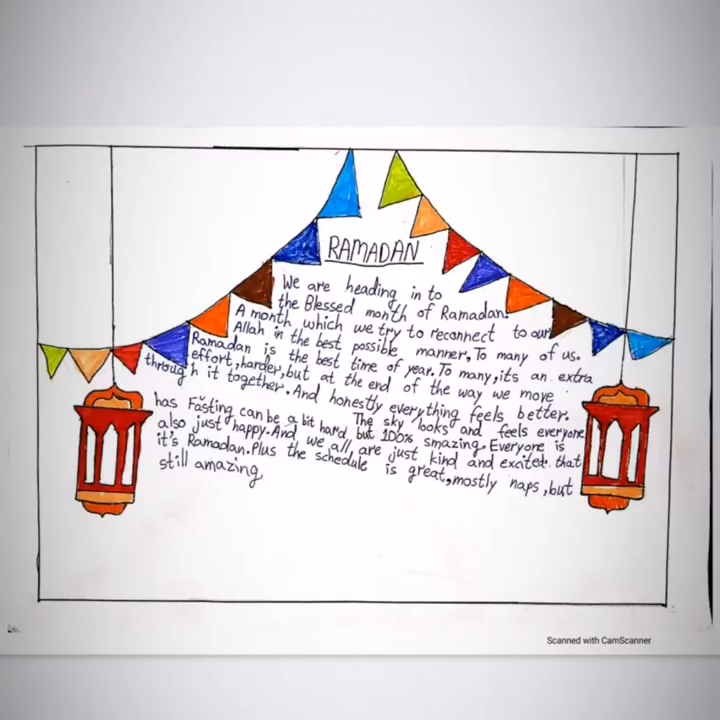 RAMADAN
We are heading in to
the Blessed month of Ramadan.
A month which we try to reconnect to our
Allah in the best possible manner, To many of us.
Ramadan is the best time of year. To many, its an extra
effort, harder, but at the end of the way we move
through it together. And honestly everything feels better.
The sky looks and feels everyone
has Fasting can be a bit hard, but 100% smazing. Everyone is
also just happy. And we all are just kind and excited that
it's Ramadan. Plus the schedule is great, mostly naps, but
still amazing
Scanned with CamScanner